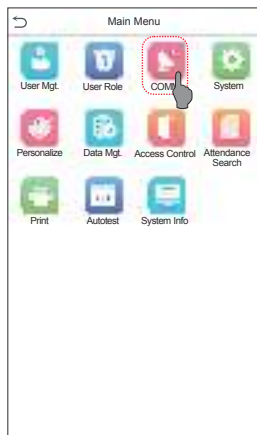 Main Menu
User Mgt.
User Role
COMM
System
Personalize
Data Mgt.
Access Control
Attendance
Search
Print
Autotest
System Info